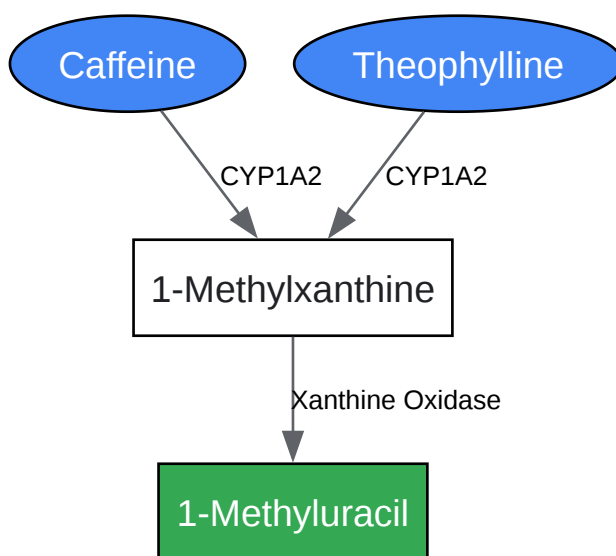 Caffeine
Theophylline
CYP1A2
CYP1A2
1-Methylxanthine
Xanthine Oxidase
1-Methyluracil